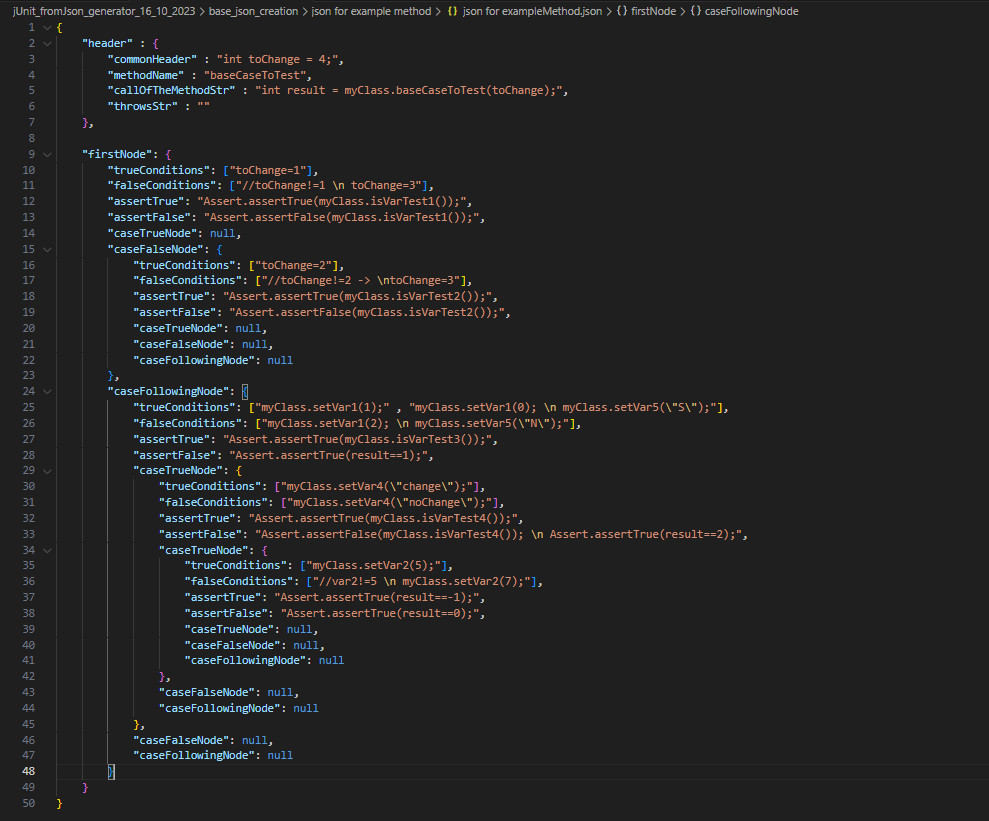 jUnit_fromJson_generator_16_10_2023 > base_json_creation > json for example method > {} json for exampleMethod.json > {} firstNode > {} caseFollowingNode
1 {
2 "header" : {
3 "commonHeader" : "int toChange = 4;",
4 "methodName" : "baseCaseToTest",
5 "callOfTheMethodStr" : "int result = myClass.baseCaseToTest(toChange);",
6 "throwsStr" : ""
7 },
8
9 "firstNode": {
10 "trueConditions": ["toChange=1"],
11 "falseConditions": ["//toChange!=1 \n toChange=3"],
12 "assertTrue": "Assert.assertTrue(myClass.isVarTest1());",
13 "assertFalse": "Assert.assertFalse(myClass.isVarTest1());",
14 "caseTrueNode": null,
15 "caseFalseNode": {
16 "trueConditions": ["toChange=2"],
17 "falseConditions": ["//toChange!=2 -> \ntoChange=3"],
18 "assertTrue": "Assert.assertTrue(myClass.isVarTest2());",
19 "assertFalse": "Assert.assertFalse(myClass.isVarTest2());",
20 "caseTrueNode": null,
21 "caseFalseNode": null,
22 "caseFollowingNode": null
23 },
24 "caseFollowingNode": {
25 "trueConditions": ["myClass.setVar1(1);" , "myClass.setVar1(0); \n myClass.setVar5(\"S\");"],
26 "falseConditions": ["myClass.setVar1(2); \n myClass.setVar5(\"N\");"],
27 "assertTrue": "Assert.assertTrue(myClass.isVarTest3());",
28 "assertFalse": "Assert.assertTrue(result==1);",
29 "caseTrueNode": {
30 "trueConditions": ["myClass.setVar4(\"change\");"],
31 "falseConditions": ["myClass.setVar4(\"noChange\");"],
32 "assertTrue": "Assert.assertTrue(myClass.isVarTest4());",
33 "assertFalse": "Assert.assertFalse(myClass.isVarTest4()); \n Assert.assertTrue(result==2);",
34 "caseTrueNode": {
35 "trueConditions": ["myClass.setVar2(5);"],
36 "falseConditions": ["//var2!=5 \n myClass.setVar2(7);"],
37 "assertTrue": "Assert.assertTrue(result==-1);",
38 "assertFalse": "Assert.assertTrue(result==0);",
39 "caseTrueNode": null,
40 "caseFalseNode": null,
41 "caseFollowingNode": null
42 },
43 "caseFalseNode": null,
44 "caseFollowingNode": null
45 },
46 "caseFalseNode": null,
47 "caseFollowingNode": null
48 }
49 }
50 }